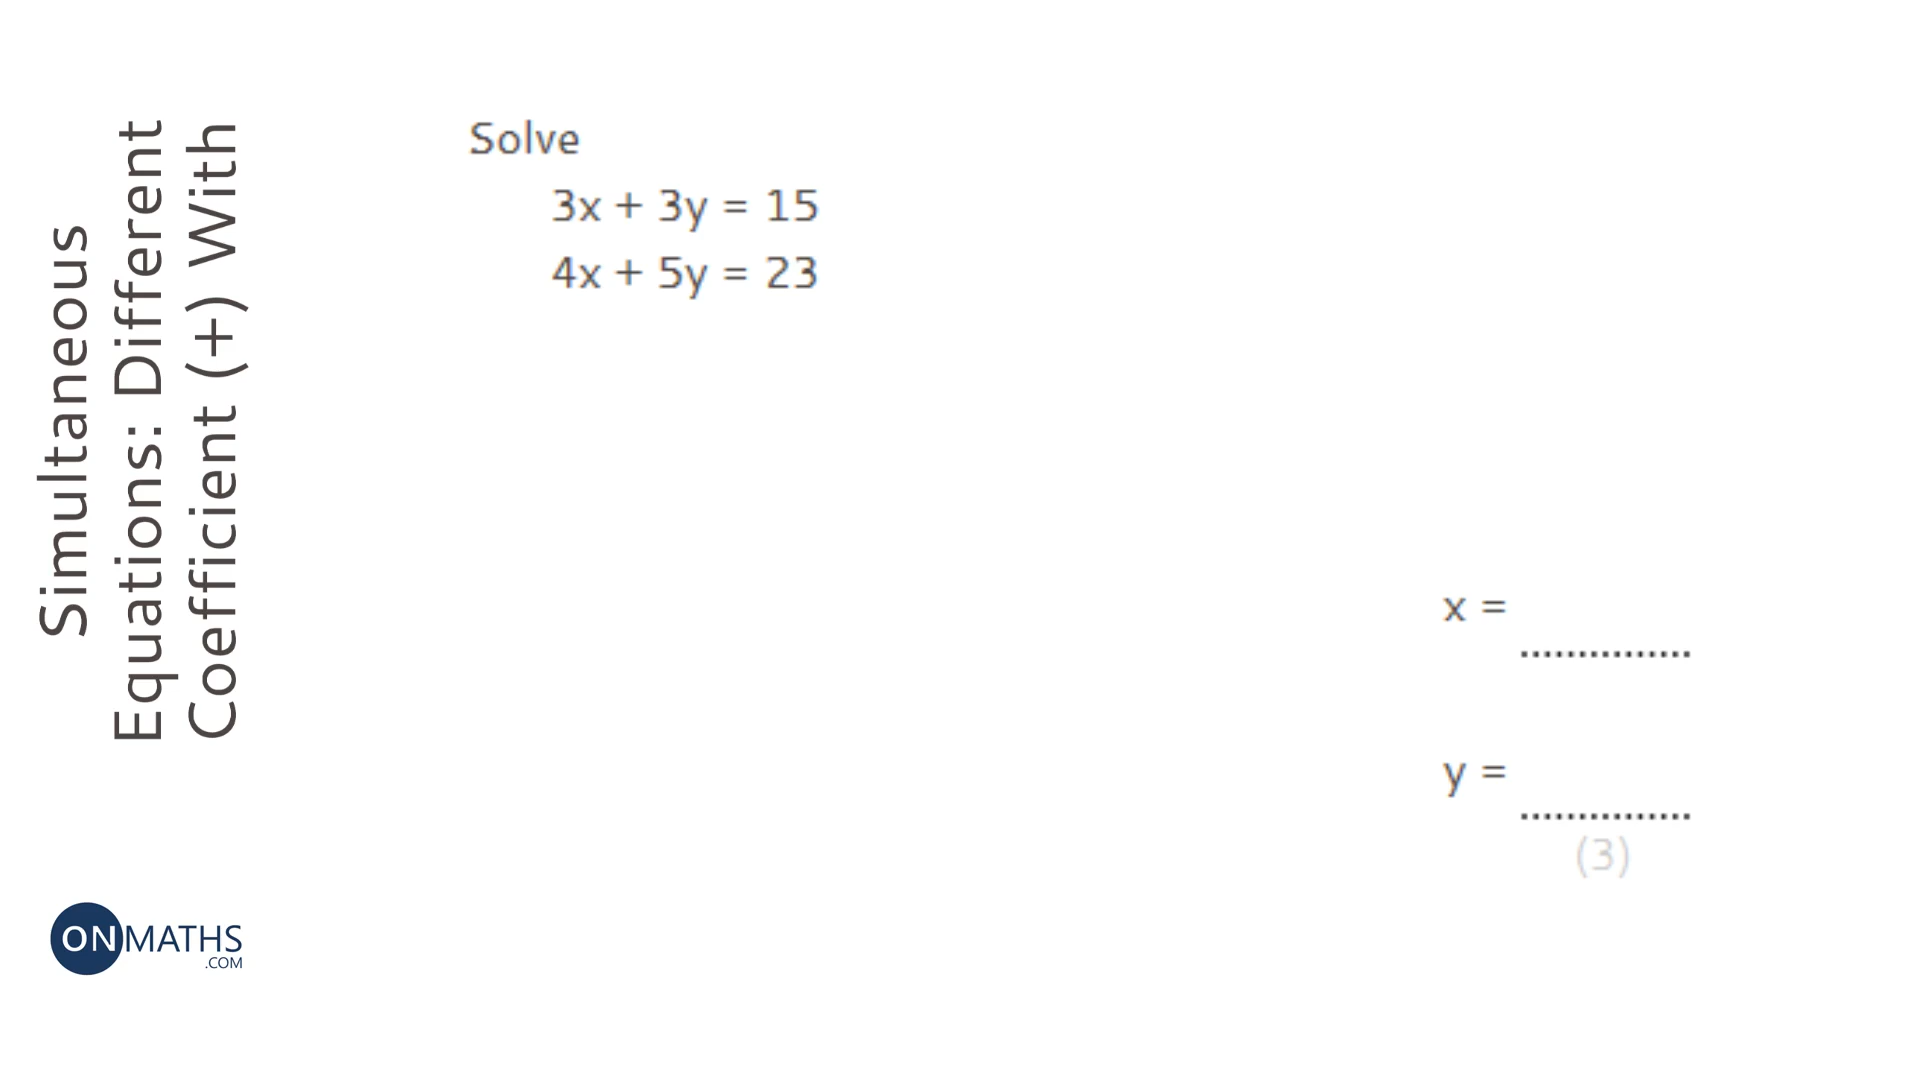 Simultaneous
Equations: Different
Coefficient (+) With
Solve
3x + 3y = 15
4x + 5y = 23
x = ...............
y = ...............
(3)
ONMATHS
.COM